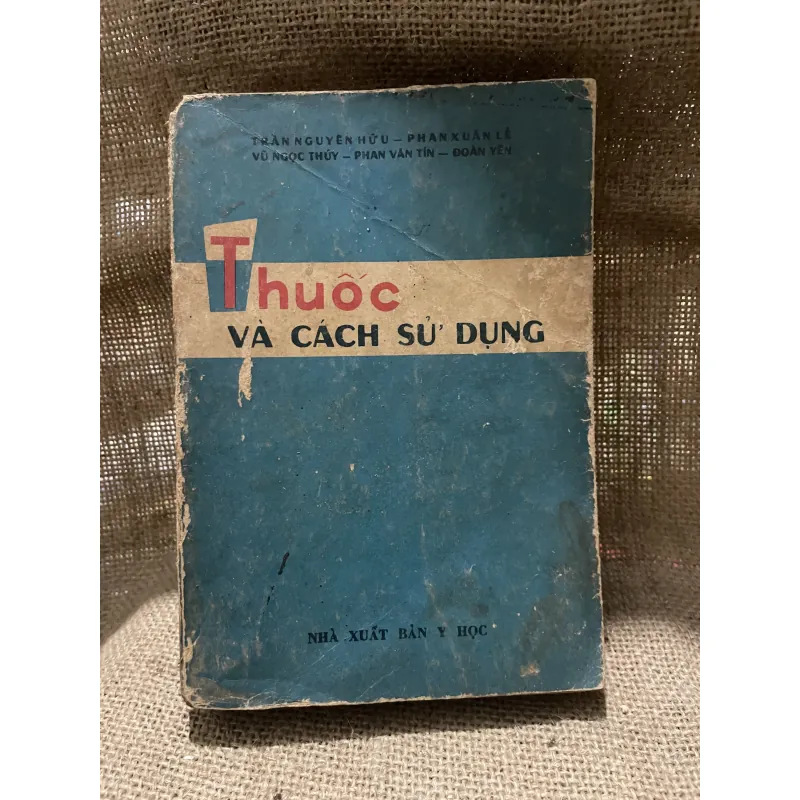 TRẦN NGUYÊN HỮU – PHAN XUÂN LỄ
VŨ NGỌC THÚY – PHAN VĂN TÍN – ĐOÀN YÊN
Thuốc
VÀ CÁCH SỬ DỤNG
NHÀ XUẤT BẢN Y HỌC